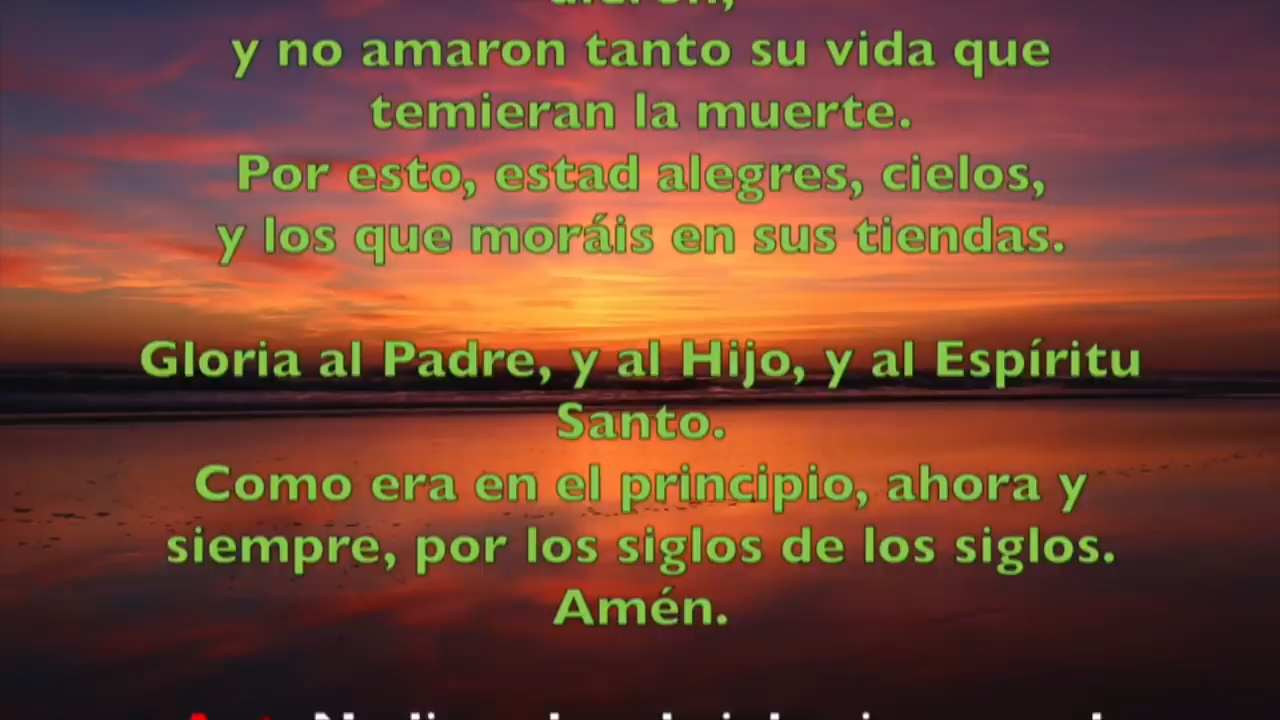 y no amaron tanto su vida que
temieran la muerte.
Por esto, estad alegres, cielos,
y los que moráis en sus tiendas.
Gloria al Padre, y al Hijo, y al Espíritu
Santo.
Como era en el principio, ahora y
siempre, por los siglos de los siglos.
Amén.